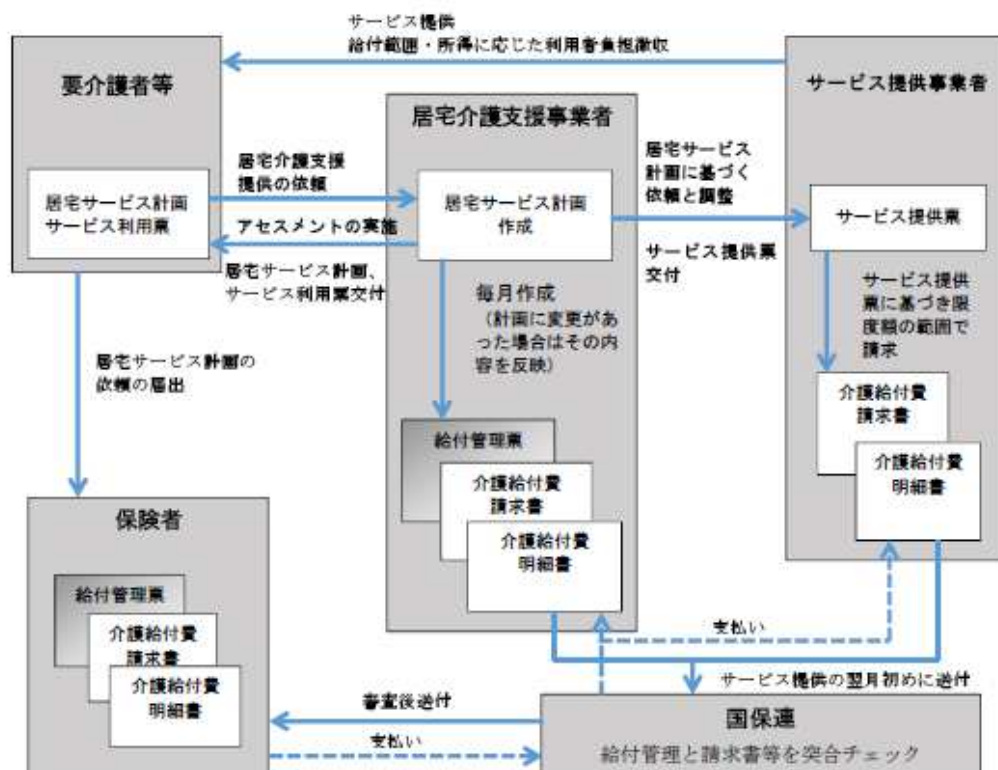 サービス提供
給付範囲・所得に応じた利用者負担徴収
要介護者等
居宅サービス計画
サービス利用票
居宅介護支援
提供の依頼
アセスメントの実施
居宅サービス計画、
サービス利用票交付
居宅介護支援事業者
居宅サービス計画
作成
毎月作成
（計画に変更があ
った場合はその内
容を反映）
居宅サービス
計画に基づく
依頼と調整
サービス提供票
交付
サービス提供事業者
サービス提供票
サービス提供
票に基づき限
度額の範囲で
請求
介護給付費
請求書
介護給付費
明細書
居宅サービス計画の
依頼の届出
給付管理票
介護給付費
請求書
介護給付費
明細書
保険者
給付管理票
介護給付費
請求書
介護給付費
明細書
支払い
サービス提供の翌月初めに送付
審査後送付
支払い
国保連
給付管理と請求書等を突合チェック